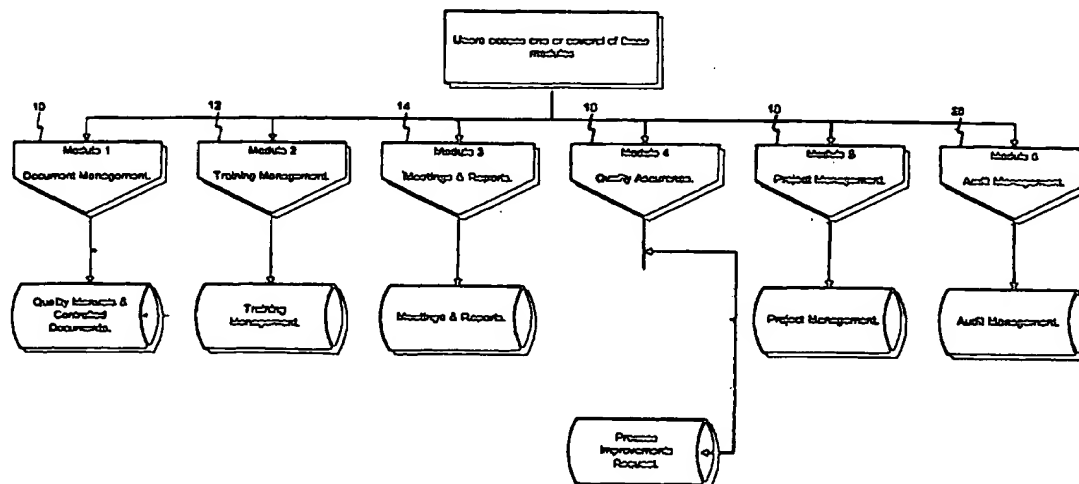 Users access one or several of these
modules
10
12
14
10
10
Module 1
Document Management.
Module 2
Training Management.
Module 3
Meetings & Reports.
Module 4
Quality Assurance.
Module 5
Project Management.
Module 6
Audit Management.
Quality Manuals &
Controlled
Documents.
Training
Management.
Meetings & Reports.
Project Management.
Audit Management.
Process
Improvements
Request.